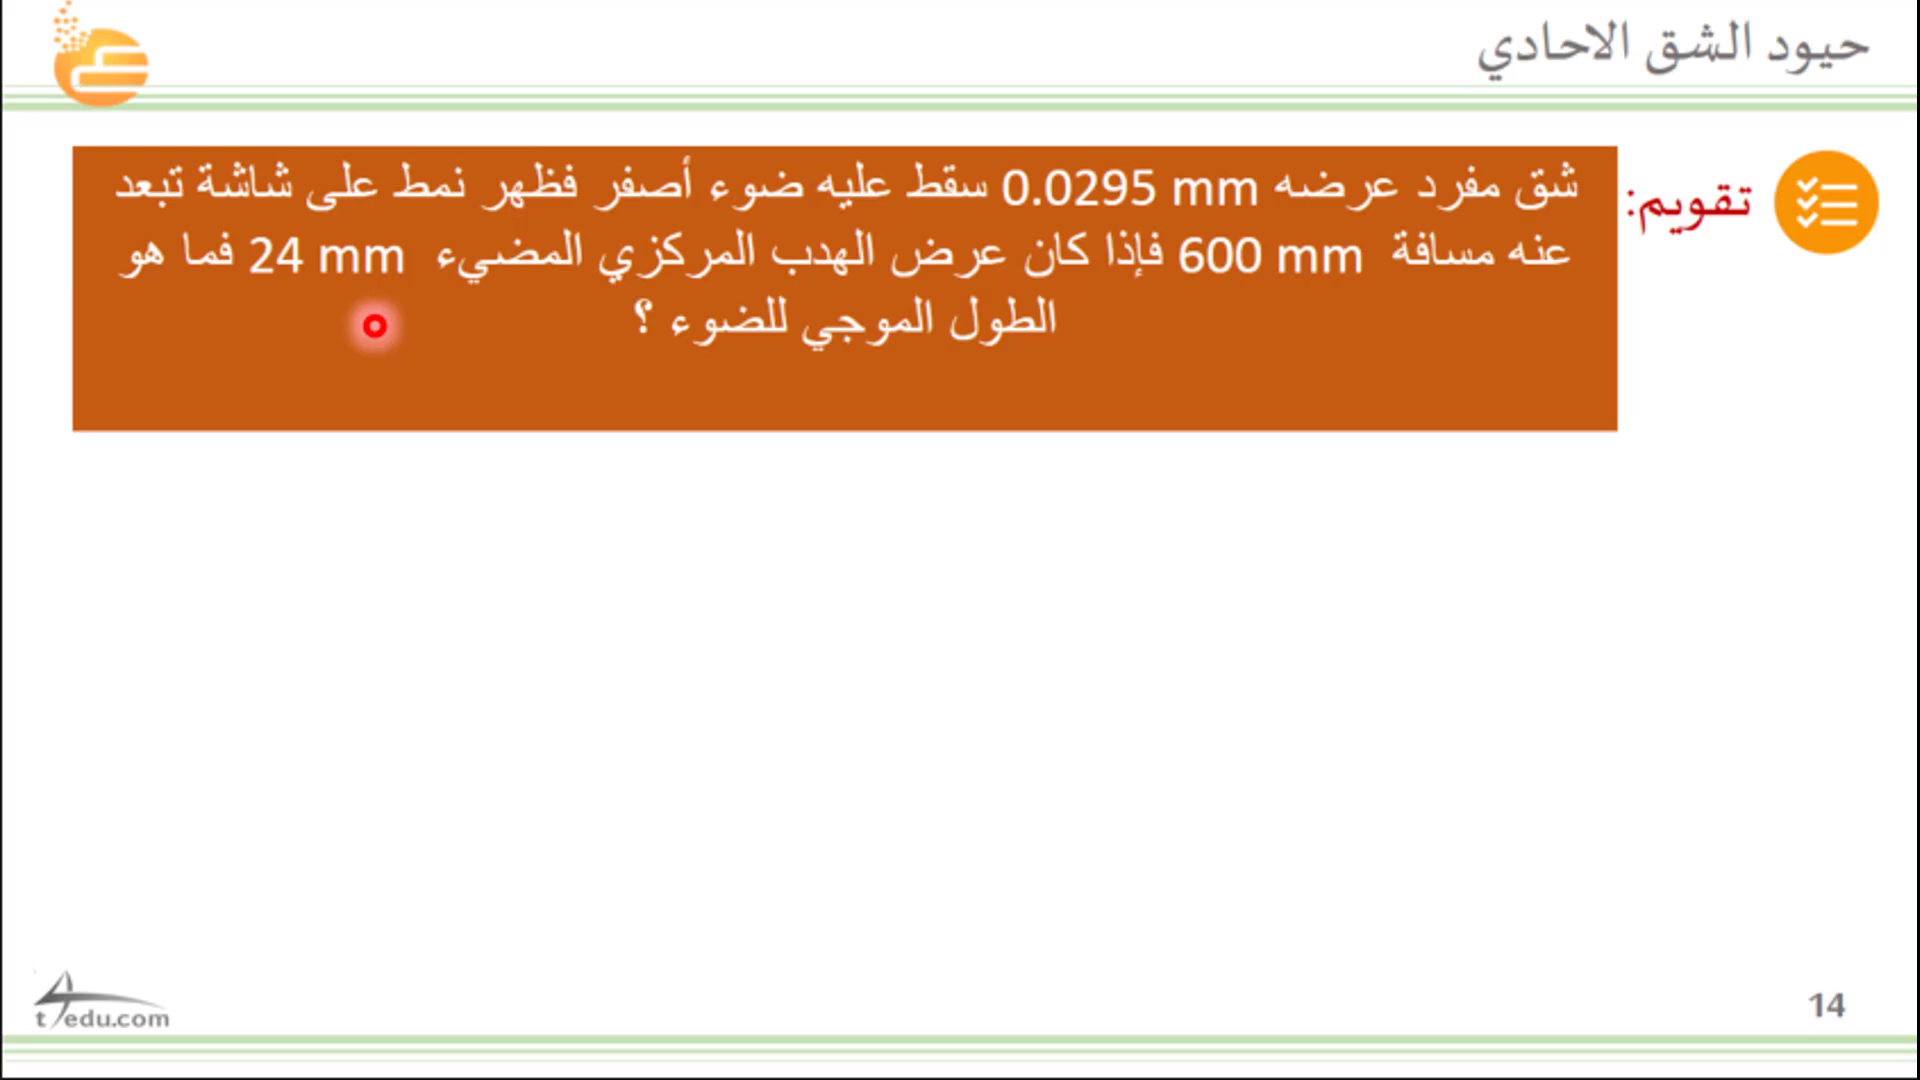 حيود الشق الاحادي
تقويم:
شق مفرد عرضه 0.0295 mm سقط عليه ضوء أصفر فظهر نمط على شاشة تبعد
عنه مسافة 600 mm فإذا كان عرض الهدب المركزي المضيء 24 mm فما هو
الطول الموجي للضوء ؟
t4edu.com
14